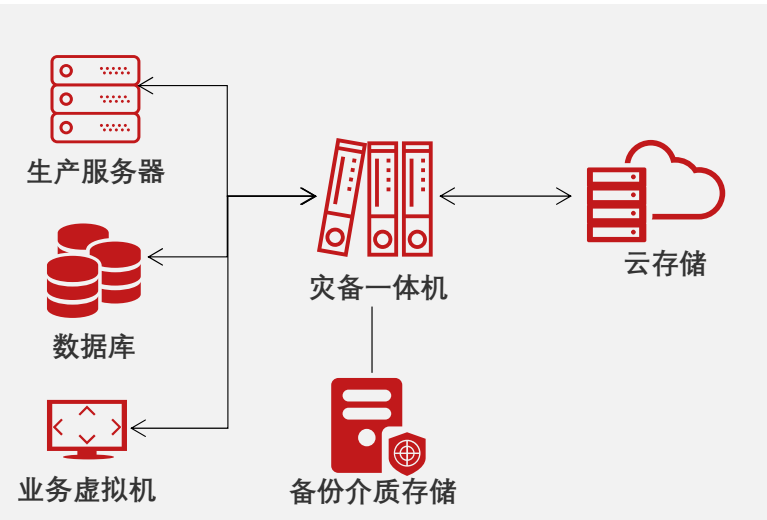 生产服务器
灾备一体机
云存储
数据库
业务虚拟机
备份介质存储